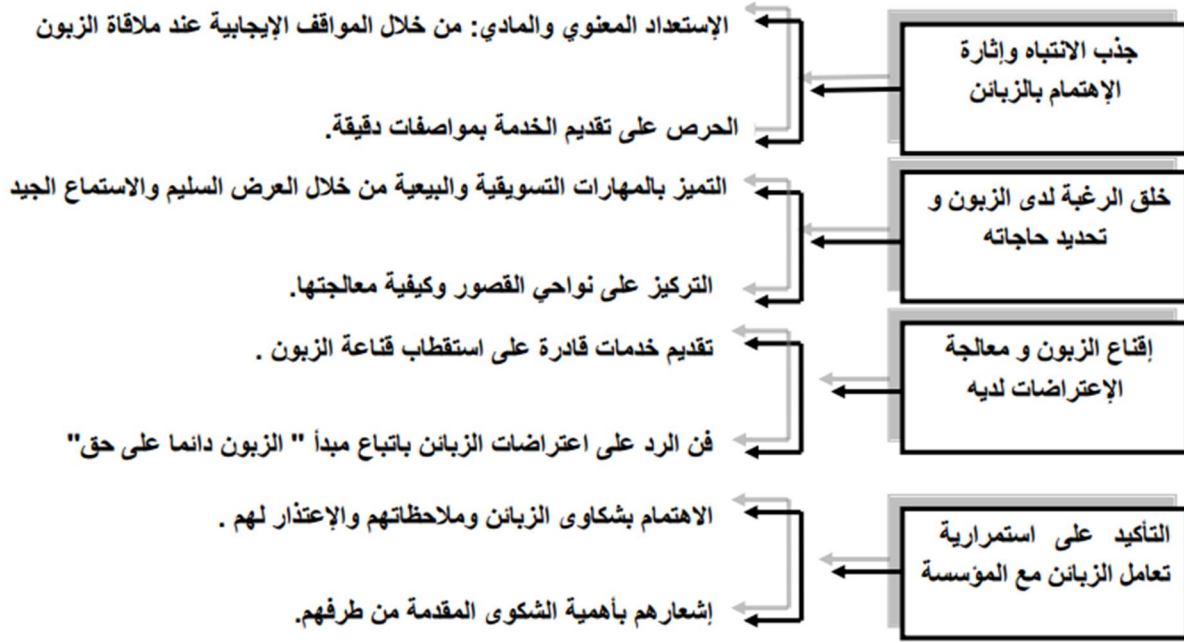 جذب الانتباه وإثارة
الإهتمام بالزبائن
الإستعداد المعنوي والمادي: من خلال المواقف الإيجابية عند ملاقاة الزبون
الحرص على تقديم الخدمة بمواصفات دقيقة.
خلق الرغبة لدى الزبون و
تحديد حاجاته
التميز بالمهارات التسويقية والبيعية من خلال العرض السليم والاستماع الجيد
التركيز على نواحي القصور وكيفية معالجتها.
إقناع الزبون و معالجة
الإعتراضات لديه
تقديم خدمات قادرة على استقطاب قناعة الزبون .
فن الرد على اعتراضات الزبائن باتباع مبدأ " الزبون دائما على حق"
التأكيد على استمرارية
تعامل الزبائن مع المؤسسة
الاهتمام بشكاوى الزبائن وملاحظاتهم والإعتذار لهم .
إشعارهم بأهمية الشكوى المقدمة من طرفهم.